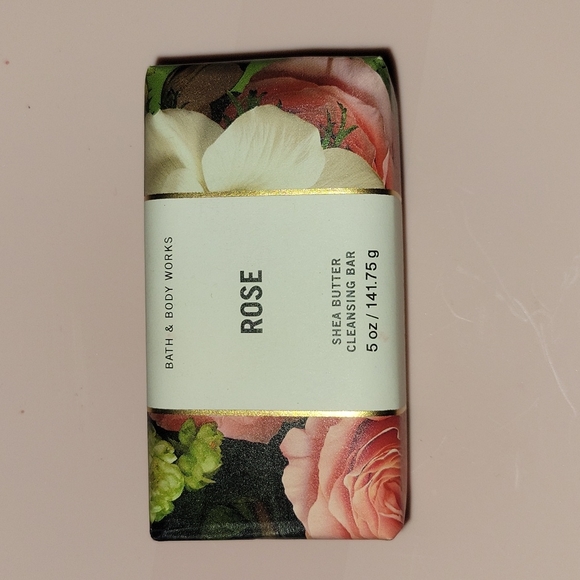 BATH & BODY WORKS
ROSE
SHEA BUTTER
CLEANSING BAR
5 oz / 141.75 g